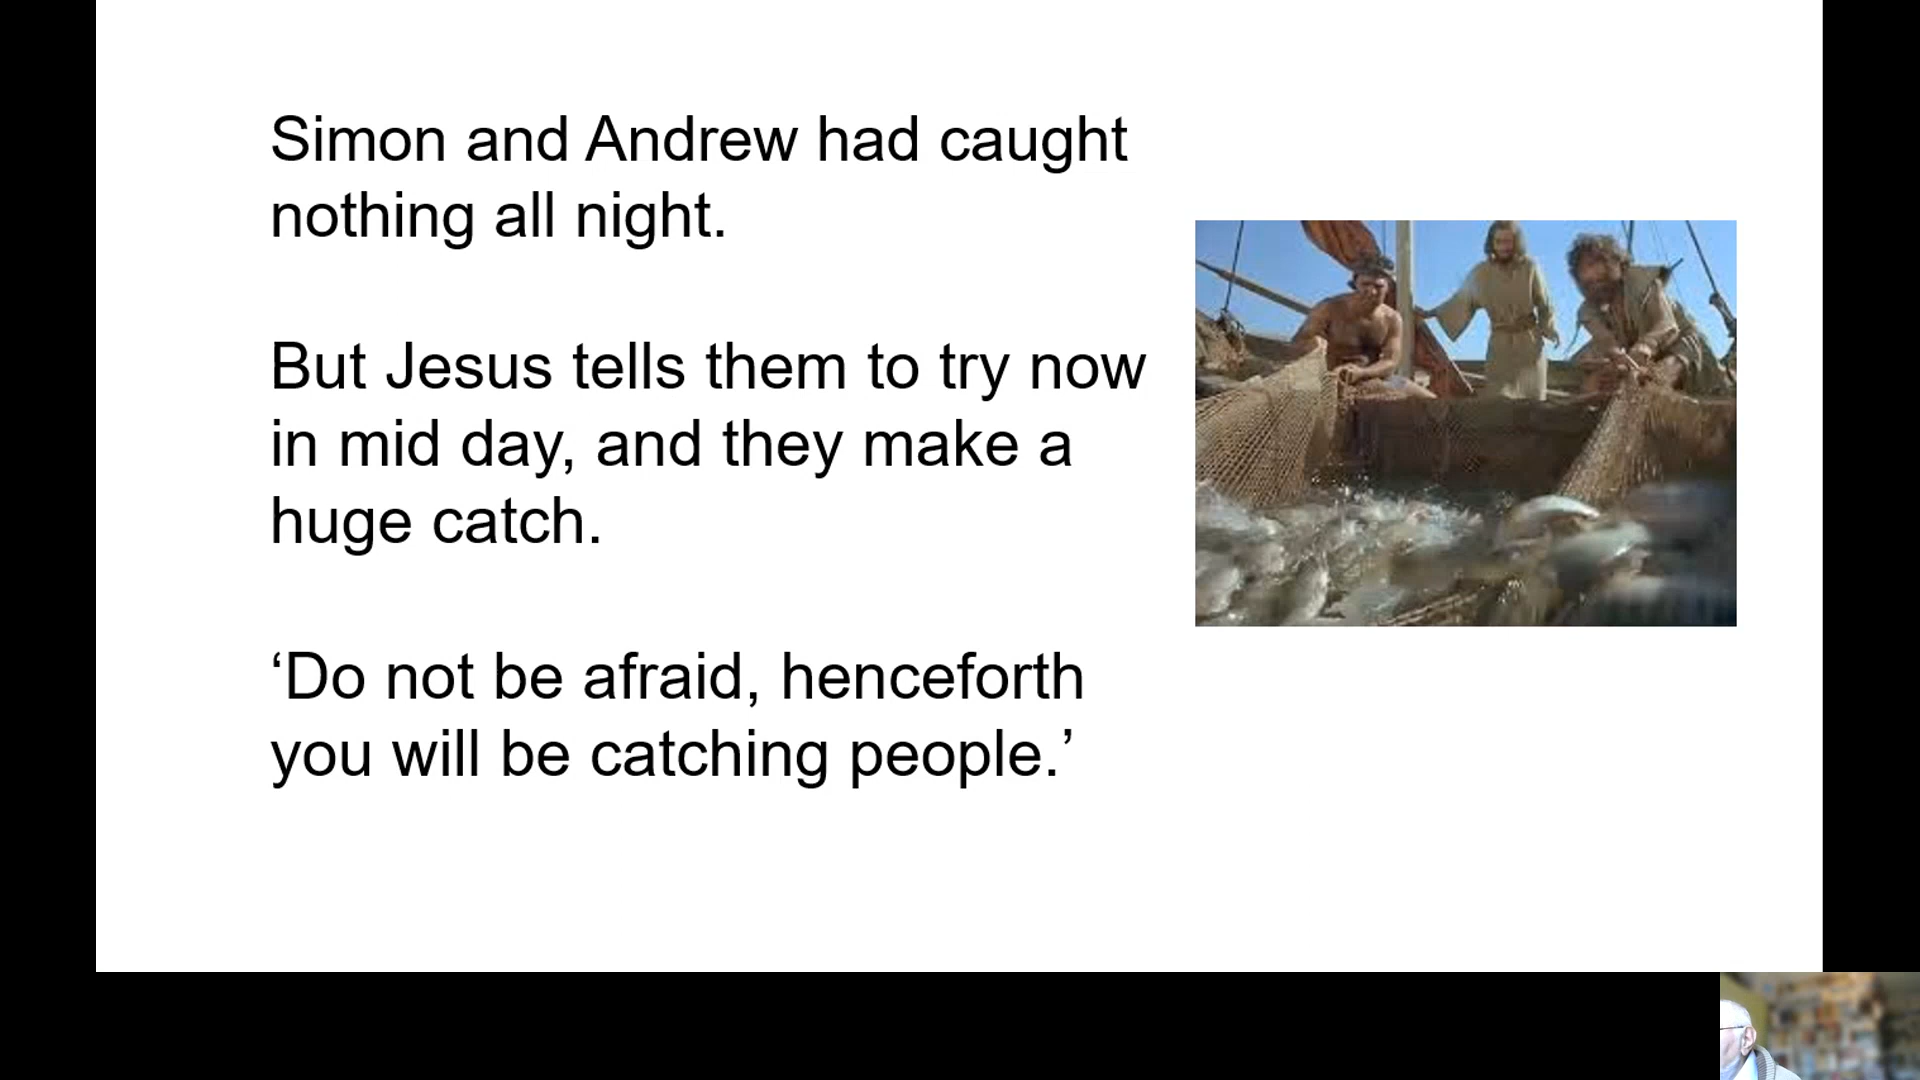 Simon and Andrew had caught
nothing all night.
But Jesus tells them to try now
in mid day, and they make a
huge catch.
‘Do not be afraid, henceforth
you will be catching people.’